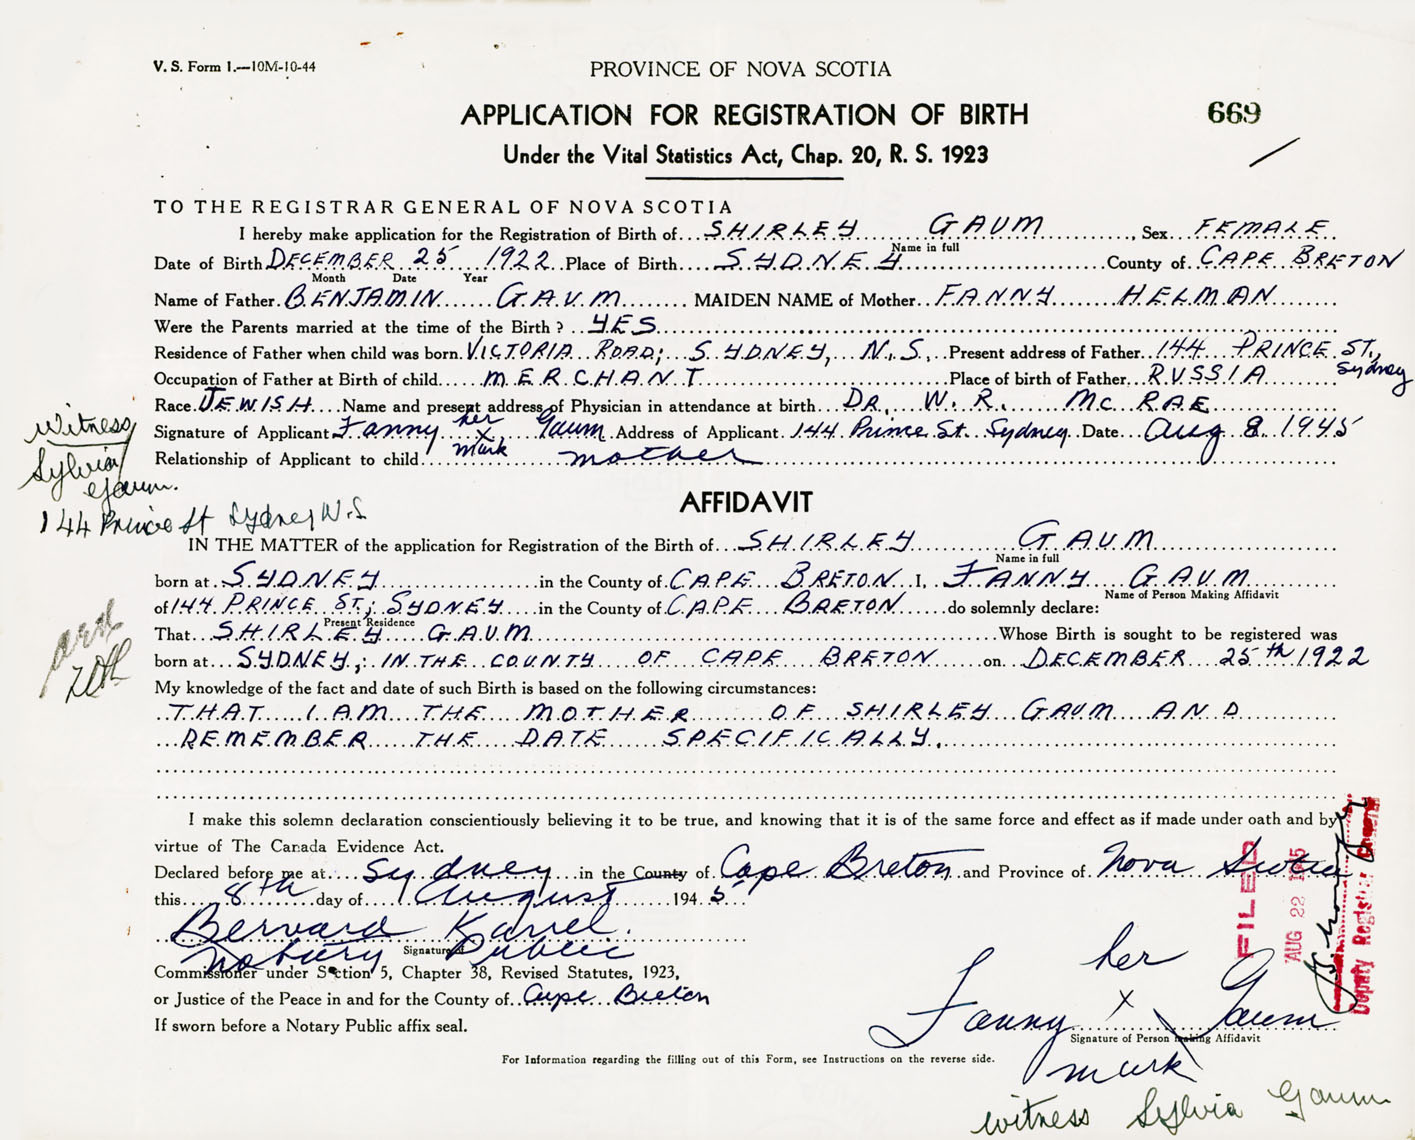 V. S. Form 1.—10M-10-44
PROVINCE OF NOVA SCOTIA
APPLICATION FOR REGISTRATION OF BIRTH
669
Under the Vital Statistics Act, Chap. 20, R. S. 1923
TO THE REGISTRAR GENERAL OF NOVA SCOTIA
I hereby make application for the Registration of Birth of SHIRLEY GAUM, Sex FEMALE
Name in full
Date of Birth DECEMBER 25 1922 Place of Birth SYDNEY County of CAPE BRETON
Month Date Year
Name of Father BENJAMIN GAUM MAIDEN NAME of Mother FANNY HELMAN
Were the Parents married at the time of the Birth? YES
Residence of Father when child was born VICTORIA ROAD, SYDNEY, N.S., Present address of Father 144 PRINCE ST., Sydney
Occupation of Father at Birth of child MERCHANT Place of birth of Father RUSSIA
Race JEWISH Name and present address of Physician in attendance at birth DR. W. R. MCRAE
Signature of Applicant Fanny her x mark Gaum Address of Applicant 144 Prince St. Sydney Date Aug 8 1945
Relationship of Applicant to child mother
Witness
Sylvia
Gaum.
144 Prince St Sydney N.S
AFFIDAVIT
IN THE MATTER of the application for Registration of the Birth of SHIRLEY GAUM
Name in full
born at SYDNEY in the County of CAPE BRETON I, FANNY GAUM
Name of Person Making Affidavit
of 144 PRINCE ST., SYDNEY in the County of CAPE BRETON do solemnly declare:
Present Residence
That SHIRLEY GAUM Whose Birth is sought to be registered was
born at SYDNEY, IN THE COUNTY OF CAPE BRETON on DECEMBER 25th 1922
My knowledge of the fact and date of such Birth is based on the following circumstances:
THAT I AM THE MOTHER OF SHIRLEY GAUM AND
REMEMBER THE DATE SPECIFICALLY.
I make this solemn declaration conscientiously believing it to be true, and knowing that it is of the same force and effect as if made under oath and by
virtue of The Canada Evidence Act.
Declared before me at Sydney in the County of Cape Breton and Province of Nova Scotia
this 8th day of August 1945
Bernard
Signature of
Notary Public
Commissioner under Section 5, Chapter 38, Revised Statutes, 1923,
or Justice of the Peace in and for the County of Cape Breton
If sworn before a Notary Public affix seal.
her
Fanny x Gaum
Signature of Person making Affidavit
mark
For Information regarding the filling out of this Form, see Instructions on the reverse side.
witness Sylvia Gaum
FILED
AUG 22 1945
Deputy Registrar General